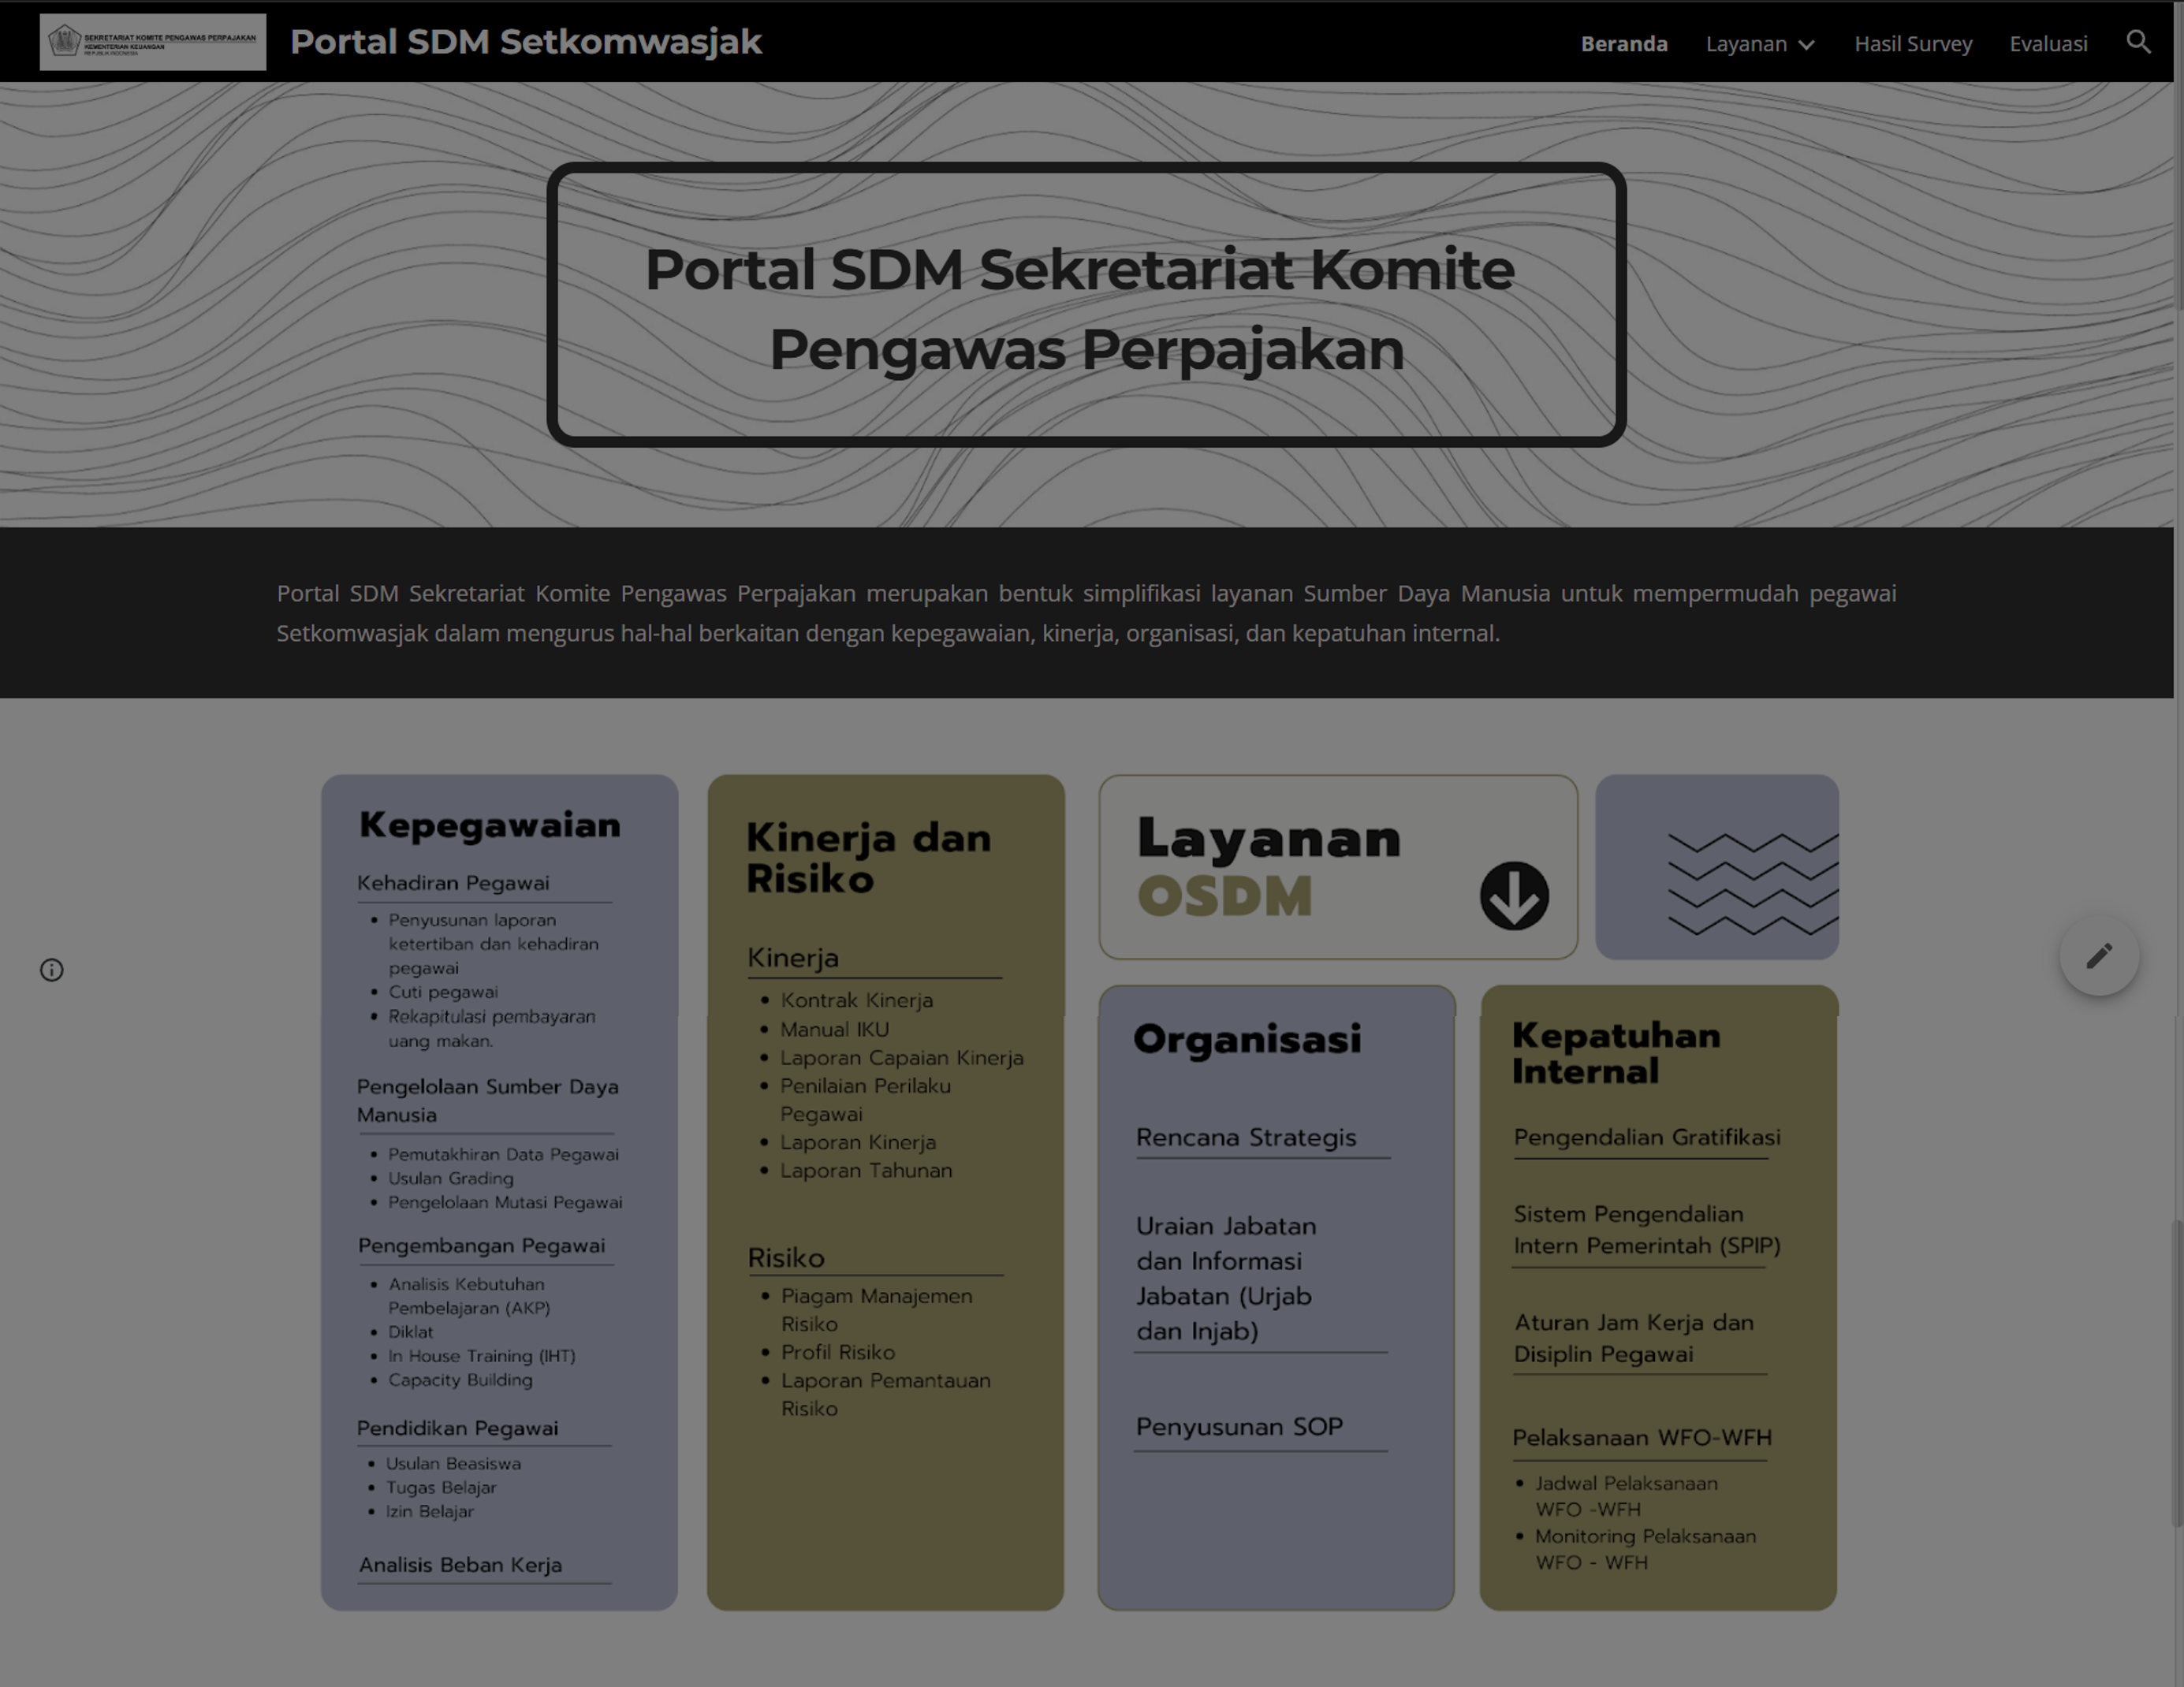 SEKRETARIAT KOMITE PENGAWAS PERPAJAKAN
KEMENTERIAN KEUANGAN
REPUBLIK INDONESIA
Portal SDM Setkomwasjak
Beranda
Layanan
Hasil Survey
Evaluasi
Portal SDM Sekretariat Komite
Pengawas Perpajakan
Portal SDM Sekretariat Komite Pengawas Perpajakan merupakan bentuk simplifikasi layanan Sumber Daya Manusia untuk mempermudah pegawai
Setkomwasjak dalam mengurus hal-hal berkaitan dengan kepegawaian, kinerja, organisasi, dan kepatuhan internal.
Kepegawaian
Kehadiran Pegawai
• Penyusunan laporan
ketertiban dan kehadiran
pegawai
• Cuti pegawai
• Rekapitulasi pembayaran
uang makan.
Pengelolaan Sumber Daya
Manusia
• Pemutakhiran Data Pegawai
• Usulan Grading
• Pengelolaan Mutasi Pegawai
Pengembangan Pegawai
• Analisis Kebutuhan
Pembelajaran (AKP)
• Diklat
• In House Training (IHT)
• Capacity Building
Pendidikan Pegawai
• Usulan Beasiswa
• Tugas Belajar
• Izin Belajar
Analisis Beban Kerja
Kinerja dan
Risiko
Kinerja
• Kontrak Kinerja
• Manual IKU
• Laporan Capaian Kinerja
• Penilaian Perilaku
Pegawai
• Laporan Kinerja
• Laporan Tahunan
Risiko
• Piagam Manajemen
Risiko
• Profil Risiko
• Laporan Pemantauan
Risiko
Layanan
OSDM
Organisasi
Rencana Strategis
Uraian Jabatan
dan Informasi
Jabatan (Urjab
dan Injab)
Penyusunan SOP
Kepatuhan
Internal
Pengendalian Gratifikasi
Sistem Pengendalian
Intern Pemerintah (SPIP)
Aturan Jam Kerja dan
Disiplin Pegawai
Pelaksanaan WFO-WFH
• Jadwal Pelaksanaan
WFO -WFH
• Monitoring Pelaksanaan
WFO - WFH